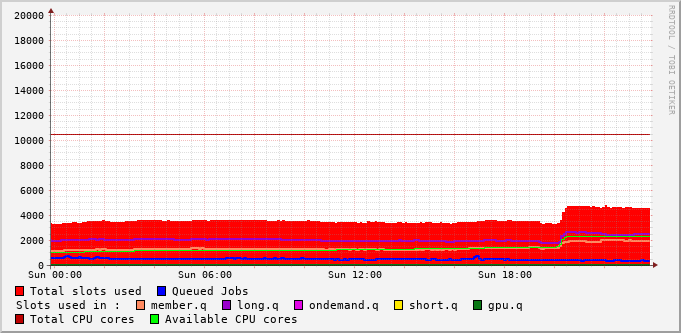 RRDTOOL / TOBI OETIKER
20000
18000
16000
14000
12000
10000
8000
6000
4000
2000
0
Sun 00:00 Sun 06:00 Sun 12:00 Sun 18:00
Total slots used Queued Jobs
Slots used in : member.q long.q ondemand.q short.q gpu.q
Total CPU cores Available CPU cores